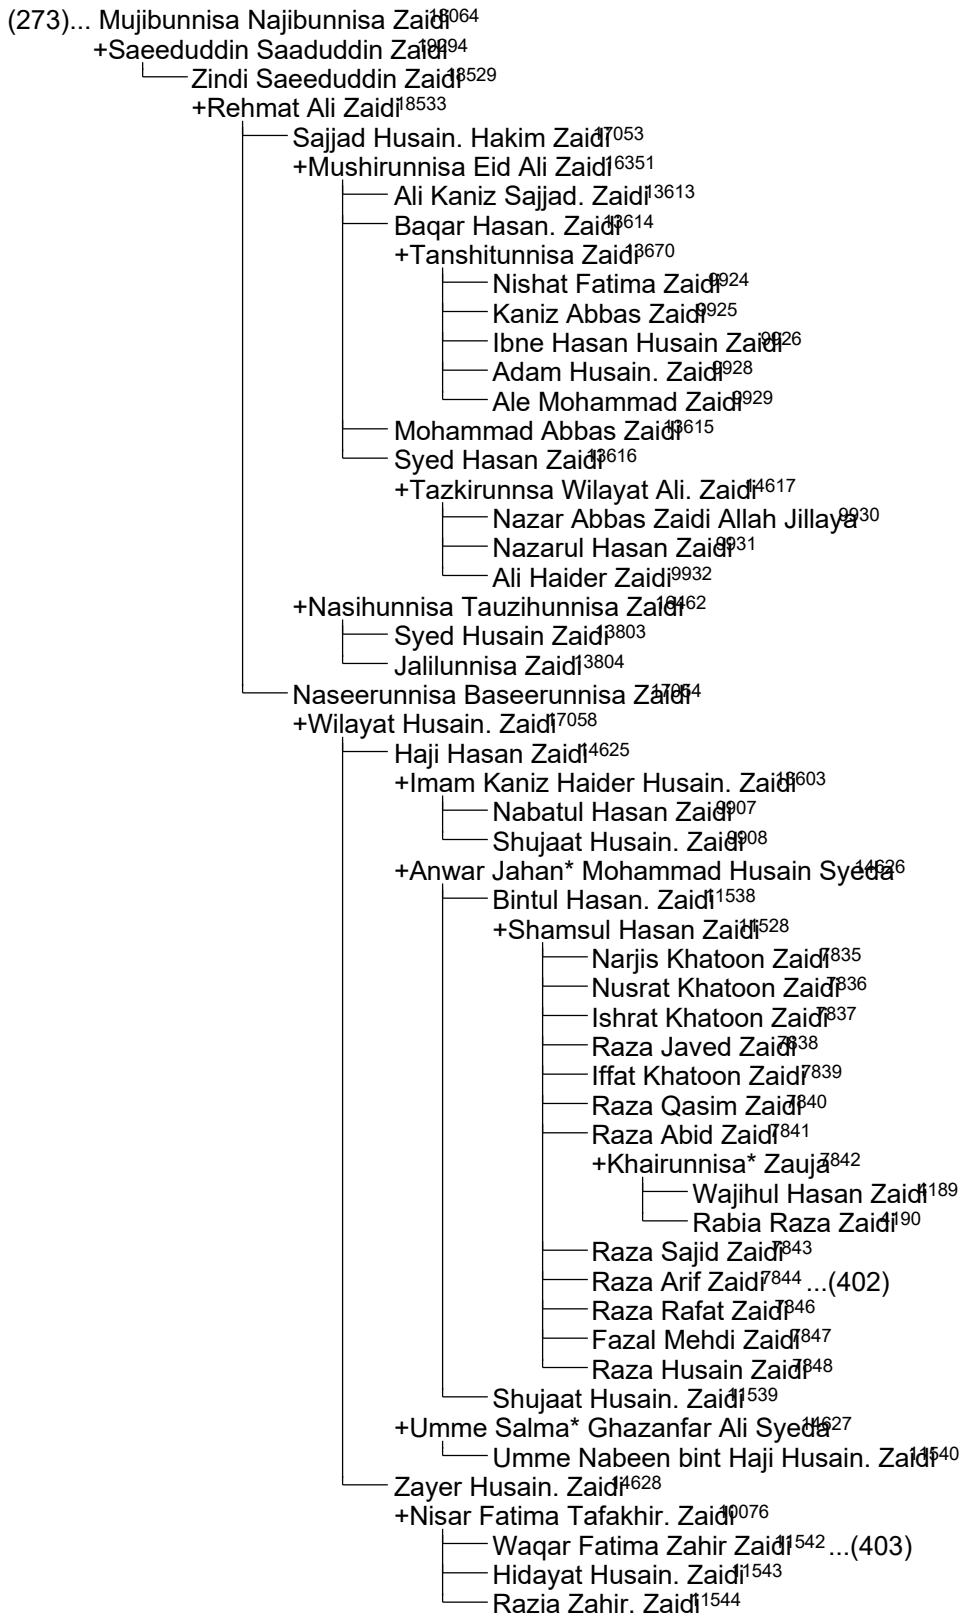 (273)... Mujibunnisa Najibunnisa Zaidi18064
+Saeeduddin Saaduddin Zaidi19294
Zindi Saeeduddin Zaidi18529
+Rehmat Ali Zaidi18533
Sajjad Husain. Hakim Zaidi17053
+Mushirunnisa Eid Ali Zaidi16351
Ali Kaniz Sajjad. Zaidi13613
Baqar Hasan. Zaidi13614
+Tanshitunnisa Zaidi13670
Nishat Fatima Zaidi9924
Kaniz Abbas Zaidi9925
Ibne Hasan Husain Zaidi9926
Adam Husain. Zaidi9928
Ale Mohammad Zaidi9929
Mohammad Abbas Zaidi13615
Syed Hasan Zaidi13616
+Tazkirunnsa Wilayat Ali. Zaidi14617
Nazar Abbas Zaidi Allah Jillaya9930
Nazarul Hasan Zaidi9931
Ali Haider Zaidi9932
+Nasihunnisa Tauzihunnisa Zaidi16462
Syed Husain Zaidi13803
Jalilunnisa Zaidi13804
Naseerunnisa Baseerunnisa Zaidi17054
+Wilayat Husain. Zaidi17058
Haji Hasan Zaidi14625
+Imam Kaniz Haider Husain. Zaidi13603
Nabatul Hasan Zaidi9907
Shujaat Husain. Zaidi9908
+Anwar Jahan* Mohammad Husain Syeda14626
Bintul Hasan. Zaidi11538
+Shamsul Hasan Zaidi11528
Narjis Khatoon Zaidi7835
Nusrat Khatoon Zaidi7836
Ishrat Khatoon Zaidi7837
Raza Javed Zaidi7838
Iffat Khatoon Zaidi7839
Raza Qasim Zaidi7840
Raza Abid Zaidi7841
+Khairunnisa* Zauja7842
Wajihul Hasan Zaidi4189
Rabia Raza Zaidi4190
Raza Sajid Zaidi7843
Raza Arif Zaidi7844 ...(402)
Raza Rafat Zaidi7846
Fazal Mehdi Zaidi7847
Raza Husain Zaidi7848
Shujaat Husain. Zaidi11539
+Umme Salma* Ghazanfar Ali Syeda14627
Umme Nabeen bint Haji Husain. Zaidi11540
Zayer Husain. Zaidi14628
+Nisar Fatima Tafakhir. Zaidi10076
Waqar Fatima Zahir Zaidi11542 ...(403)
Hidayat Husain. Zaidi11543
Razia Zahir. Zaidi11544